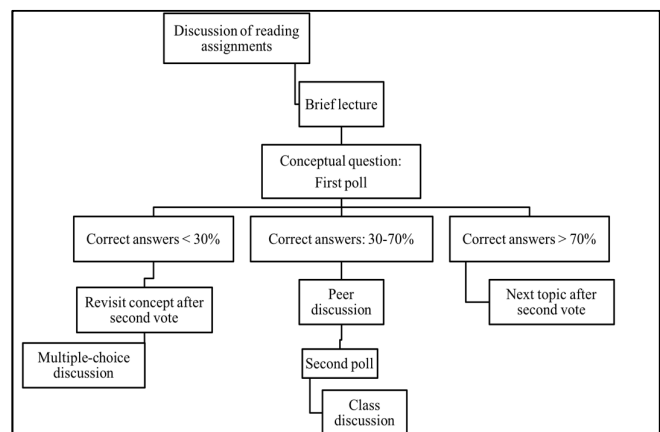 Discussion of reading
assignments
Brief lecture
Conceptual question:
First poll
Correct answers < 30%
Correct answers: 30-70%
Correct answers > 70%
Revisit concept after
second vote
Peer
discussion
Next topic after
second vote
Multiple-choice
discussion
Second poll
Class
discussion